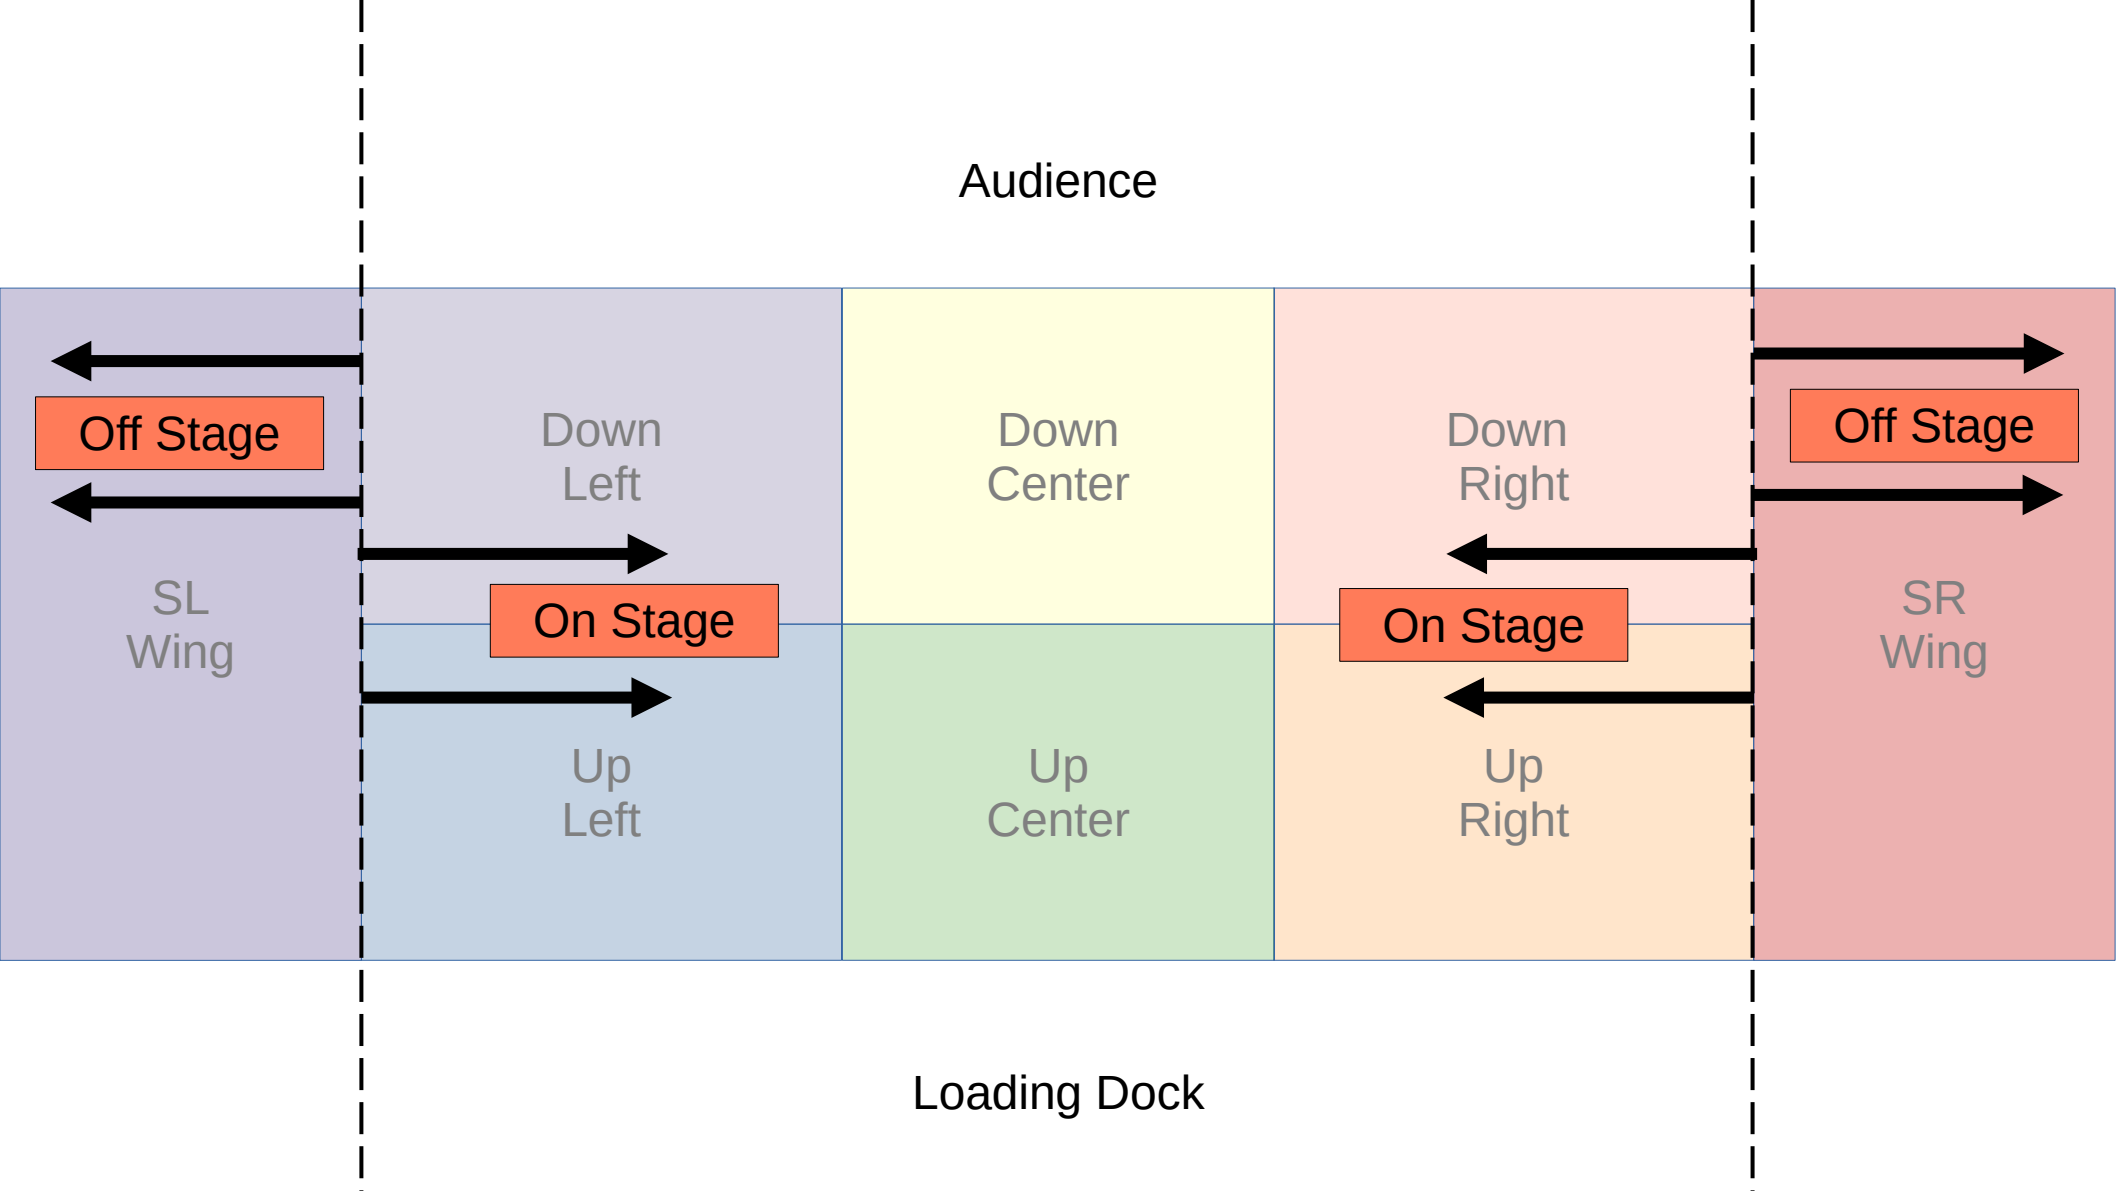 Audience
Off Stage
Down
Left
Down
Center
Down
Right
Off Stage
SL
Wing
On Stage
On Stage
SR
Wing
Up
Left
Up
Center
Up
Right
Loading Dock